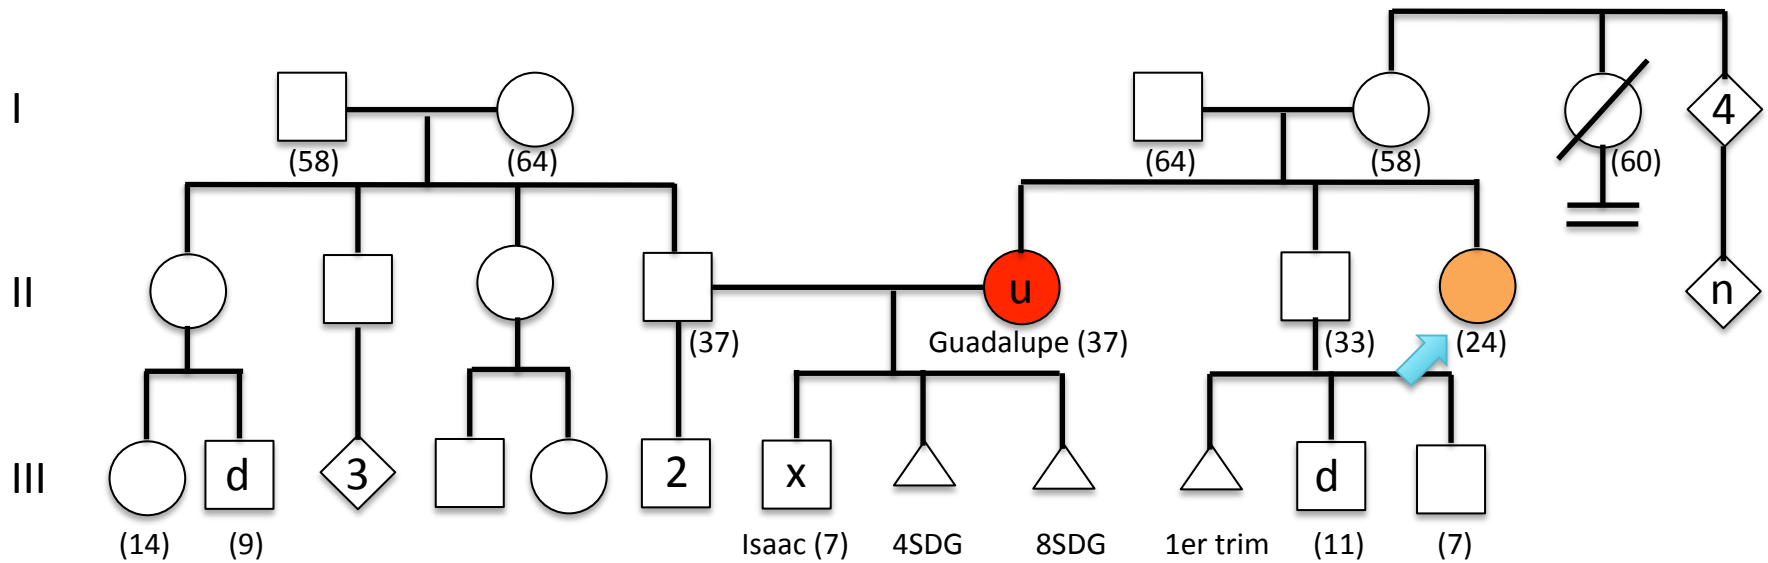 I
4
(58)
(64)
(64)
(58)
(60)
II
u
n
(37)
Guadalupe (37)
(33)
(24)
III
d
3
2
x
d
(14)
(9)
Isaac (7)
4SDG
8SDG
1er trim
(11)
(7)